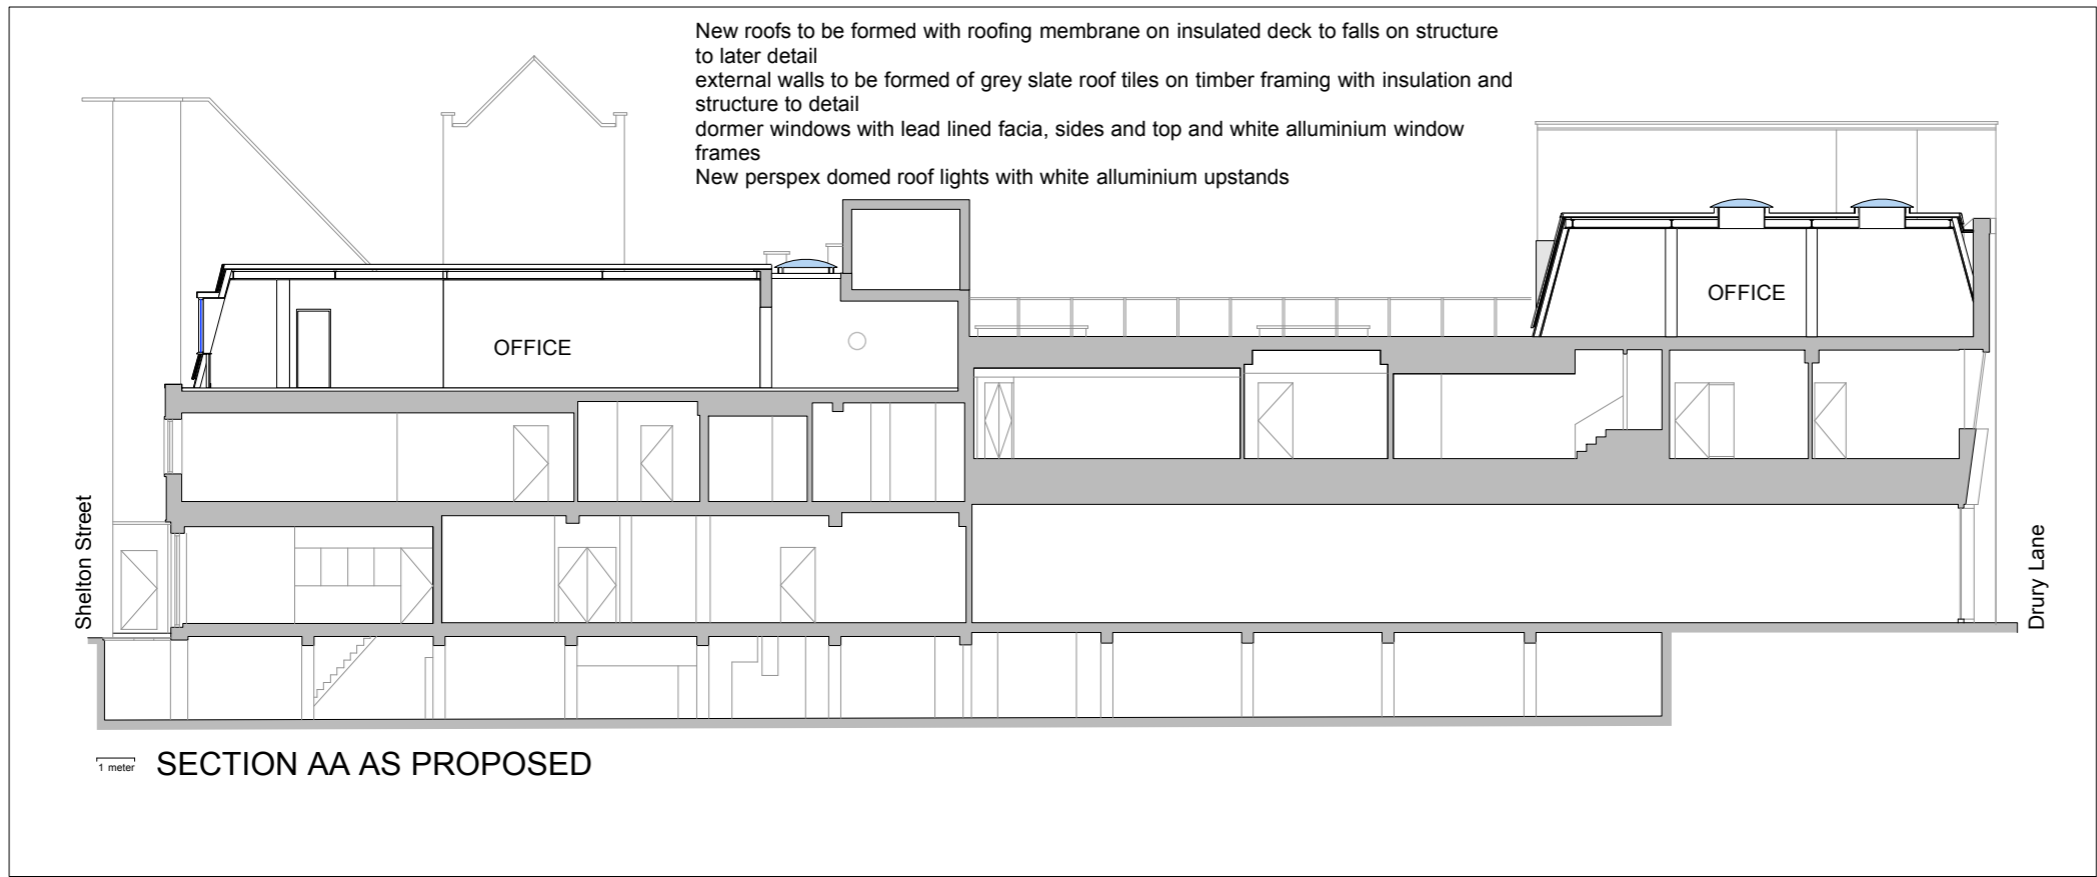 New roofs to be formed with roofing membrane on insulated deck to falls on structure
to later detail
external walls to be formed of grey slate roof tiles on timber framing with insulation and
structure to detail
dormer windows with lead lined facia, sides and top and white alluminium window
frames
New perspex domed roof lights with white alluminium upstands
OFFICE
OFFICE
Shelton Street
Drury Lane
1 meter
SECTION AA AS PROPOSED